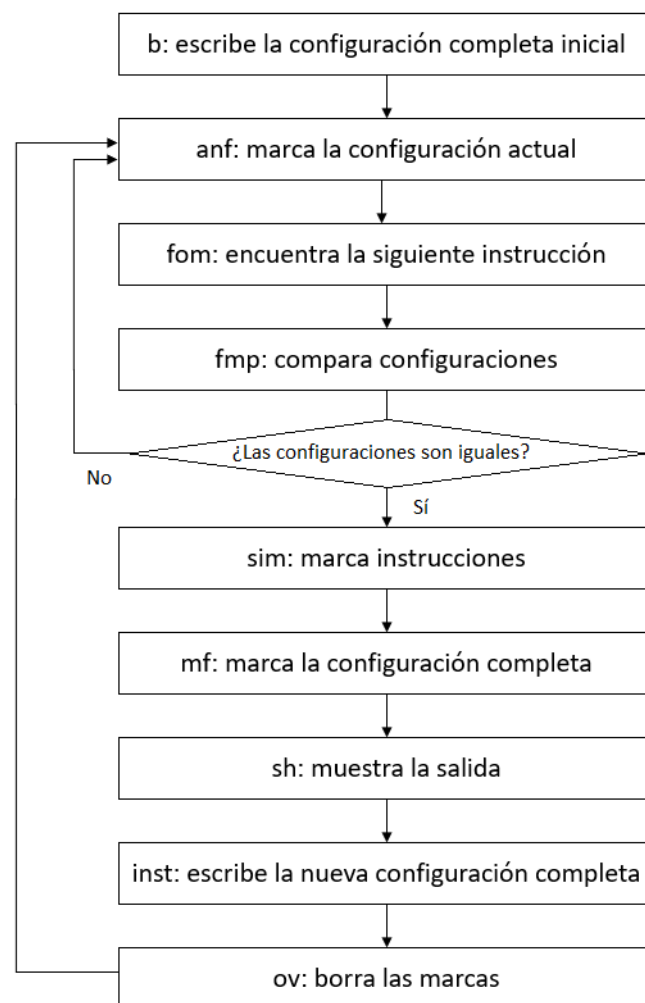 b: escribe la configuración completa inicial
anf: marca la configuración actual
fom: encuentra la siguiente instrucción
fmp: compara configuraciones
¿Las configuraciones son iguales?
No
Sí
sim: marca instrucciones
mf: marca la configuración completa
sh: muestra la salida
inst: escribe la nueva configuración completa
ov: borra las marcas